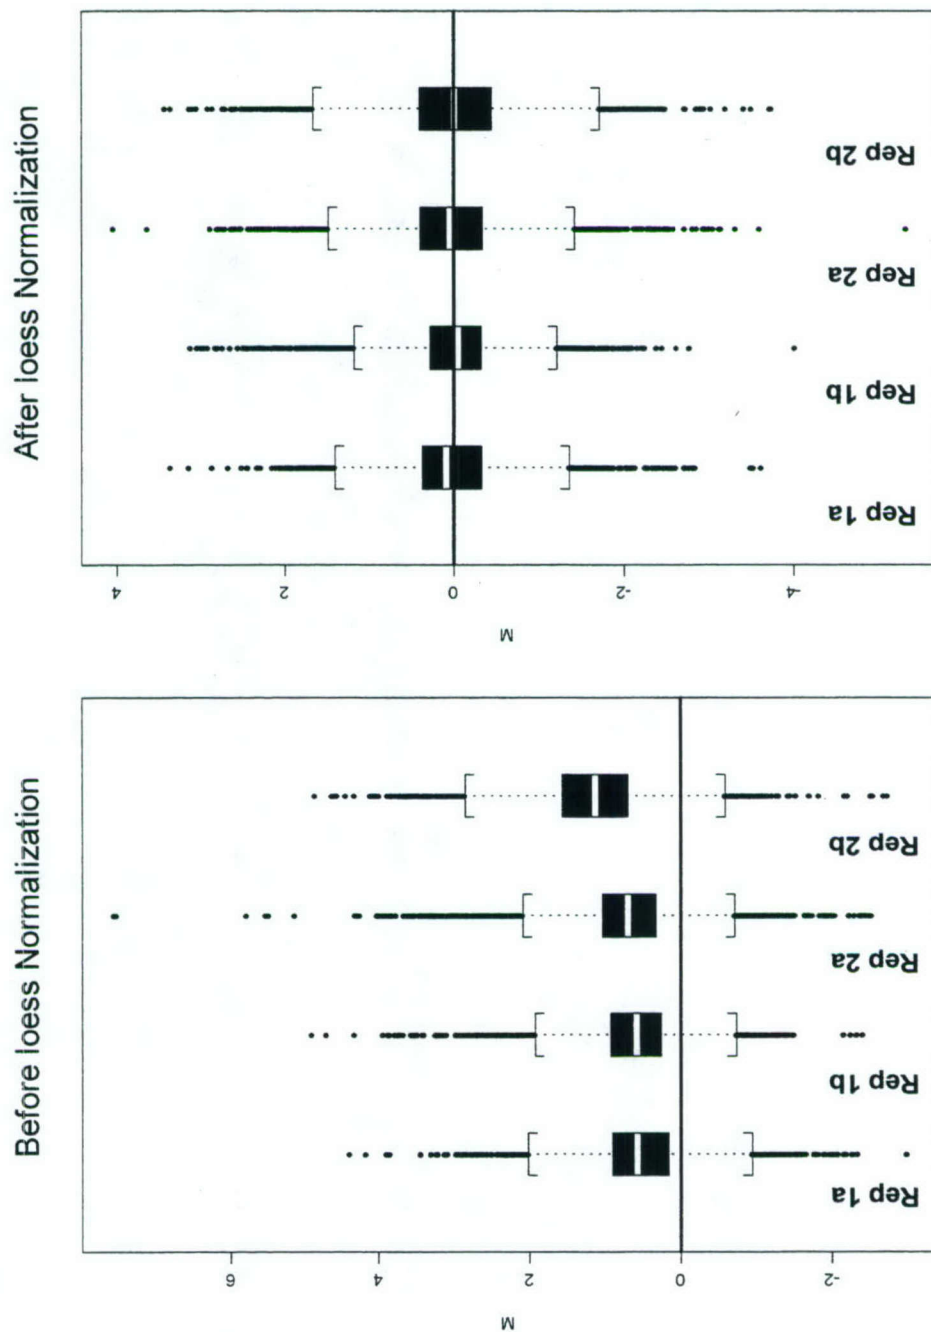 After loess Normalization
4
2
0
-2
-4
M
Rep 1a
Rep 1b
Rep 2a
Rep 2b
Before loess Normalization
6
4
2
0
-2
M
Rep 1a
Rep 1b
Rep 2a
Rep 2b